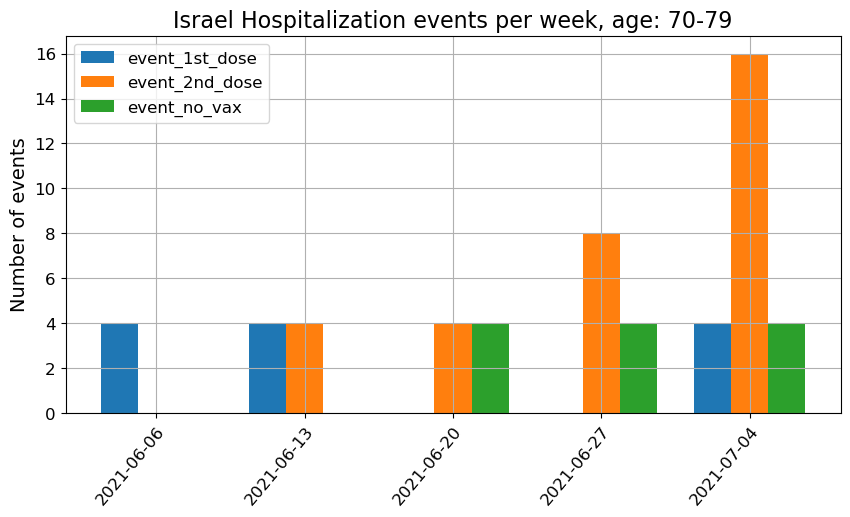 Israel Hospitalization events per week, age: 70-79
event_1st_dose
event_2nd_dose
event_no_vax
Number of events
16
14
12
10
8
6
4
2
0
2021-06-06
2021-06-13
2021-06-20
2021-06-27
2021-07-04